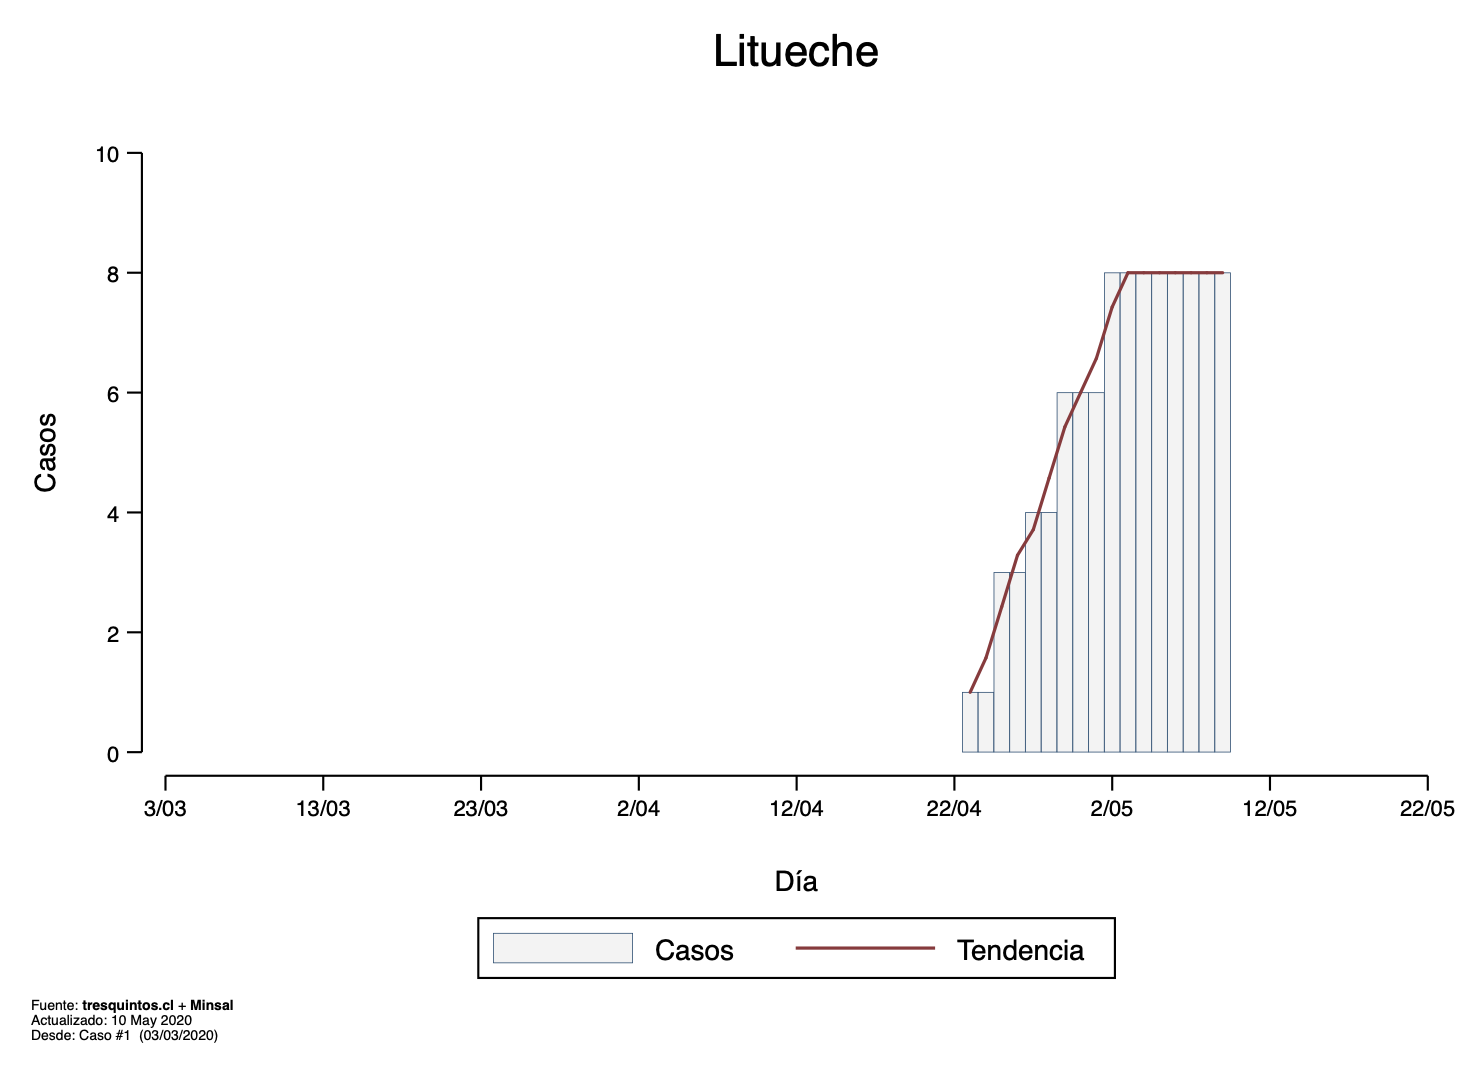 Litueche
10
8
6
4
2
0
Casos
3/03 13/03 23/03 2/04 12/04 22/04 2/05 12/05 22/05
Día
Casos Tendencia
Fuente: tresquintos.cl + Minsal
Actualizado: 10 May 2020
Desde: Caso #1 (03/03/2020)